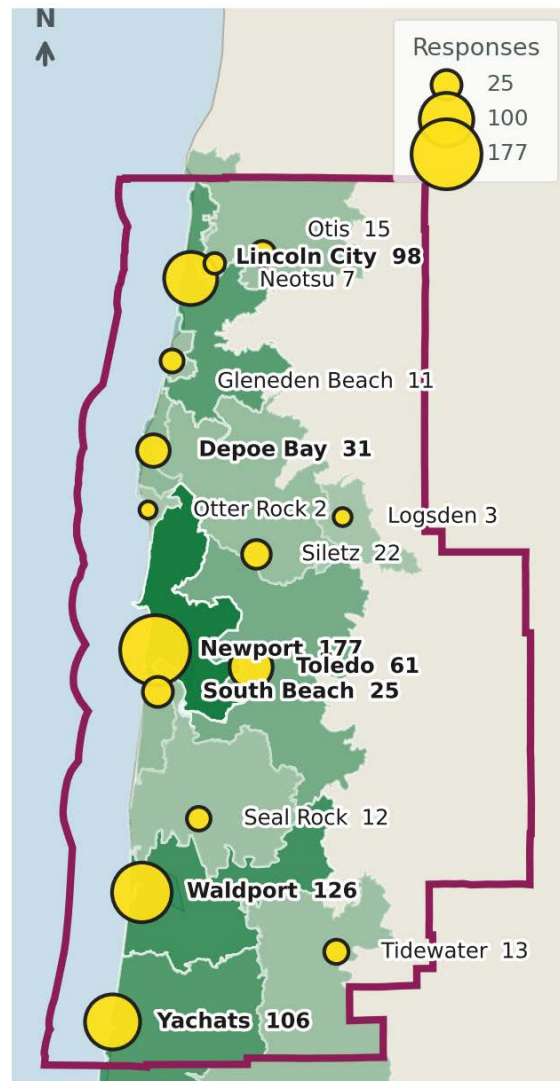 N
Responses
25
100
177
Otis 15
Lincoln City 98
Neotsu 7
Gleneden Beach 11
Depoe Bay 31
Otter Rock 2
Logsden 3
Siletz 22
Newport 177
Toledo 61
South Beach 25
Seal Rock 12
Waldport 126
Tidewater 13
Yachats 106